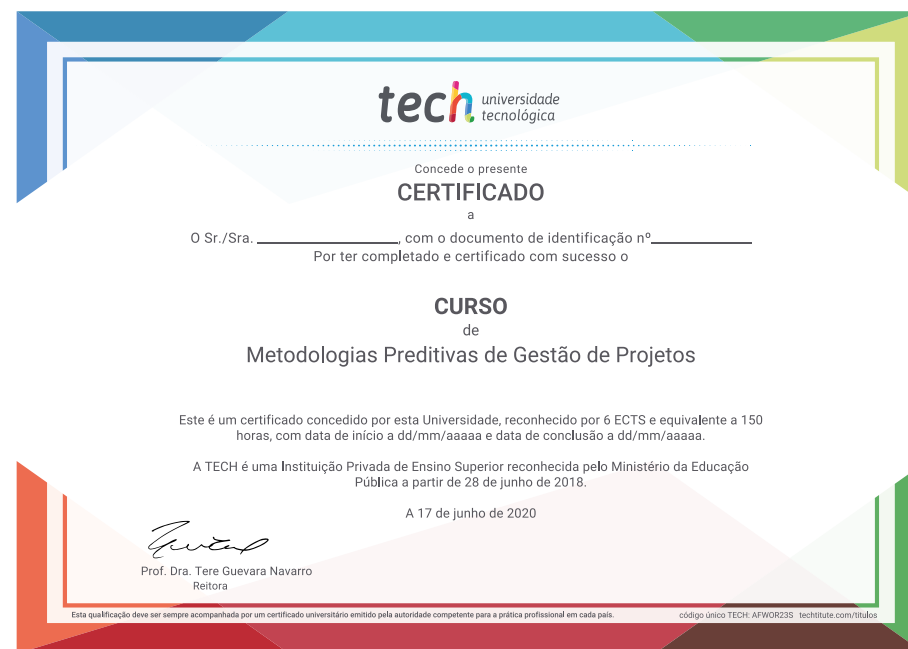 tech universidade
tecnológica
Concede o presente
CERTIFICADO
a
O Sr./Sra. ____________________, com o documento de identificação nº______________
Por ter completado e certificado com sucesso o
CURSO
de
Metodologias Preditivas de Gestão de Projetos
Este é um certificado concedido por esta Universidade, reconhecido por 6 ECTS e equivalente a 150
horas, com data de início a dd/mm/aaaaa e data de conclusão a dd/mm/aaaaa.
A TECH é uma Instituição Privada de Ensino Superior reconhecida pelo Ministério da Educação
Pública a partir de 28 de junho de 2018.
A 17 de junho de 2020
Prof. Dra. Tere Guevara Navarro
Reitora
Esta qualificação deve ser sempre acompanhada por um certificado universitário emitido pela autoridade competente para a prática profissional em cada país. código único TECH: AFWOR23S techtitute.com/titulos